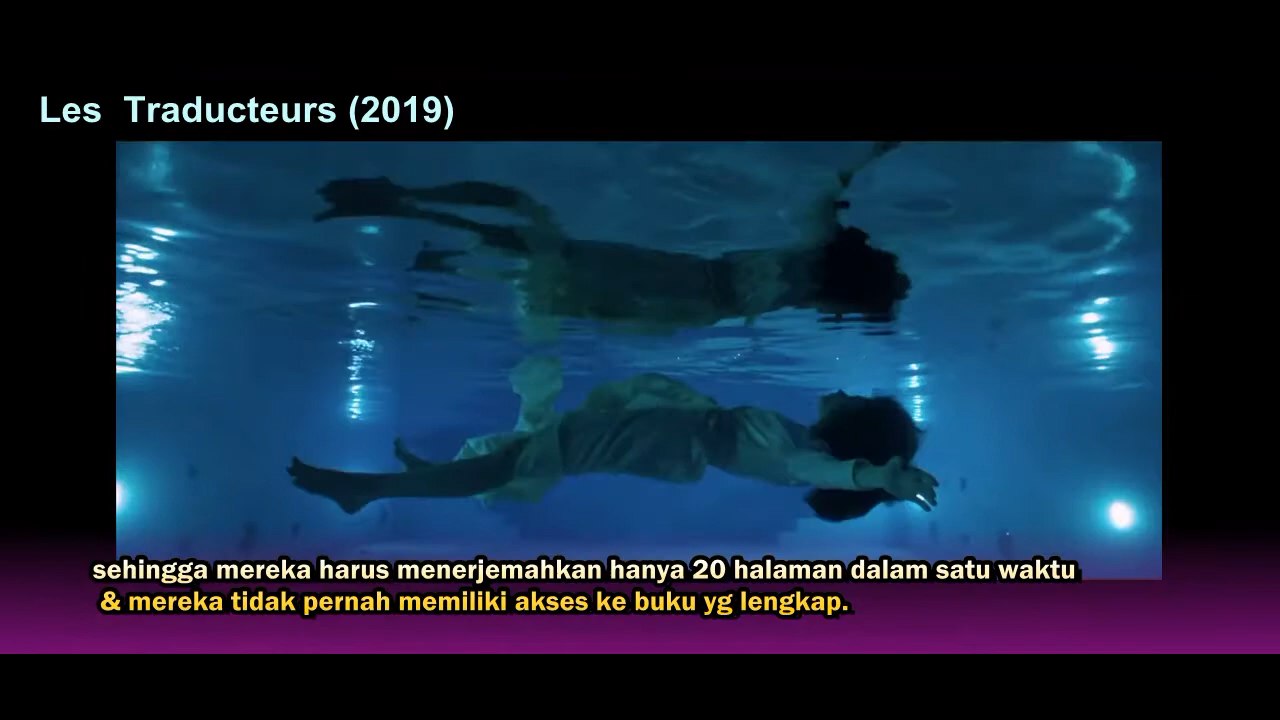 Les Traducteurs (2019)
sehingga mereka harus menerjemahkan hanya 20 halaman dalam satu waktu
& mereka tidak pernah memiliki akses ke buku yg lengkap.